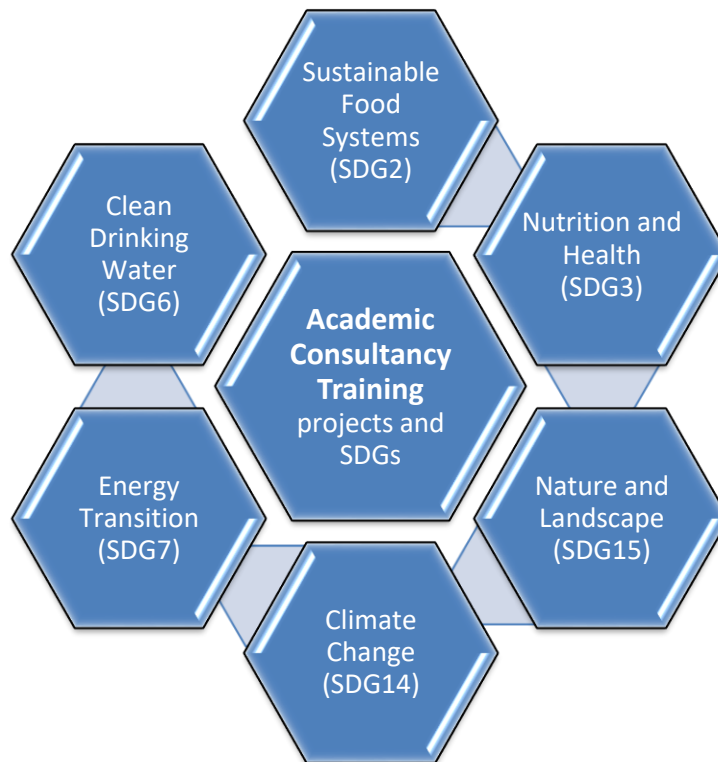 Sustainable
Food
Systems
(SDG2)
Nutrition and
Health
(SDG3)
Nature and
Landscape
(SDG15)
Climate
Change
(SDG14)
Energy
Transition
(SDG7)
Clean
Drinking
Water
(SDG6)
Academic
Consultancy
Training
projects and
SDGs